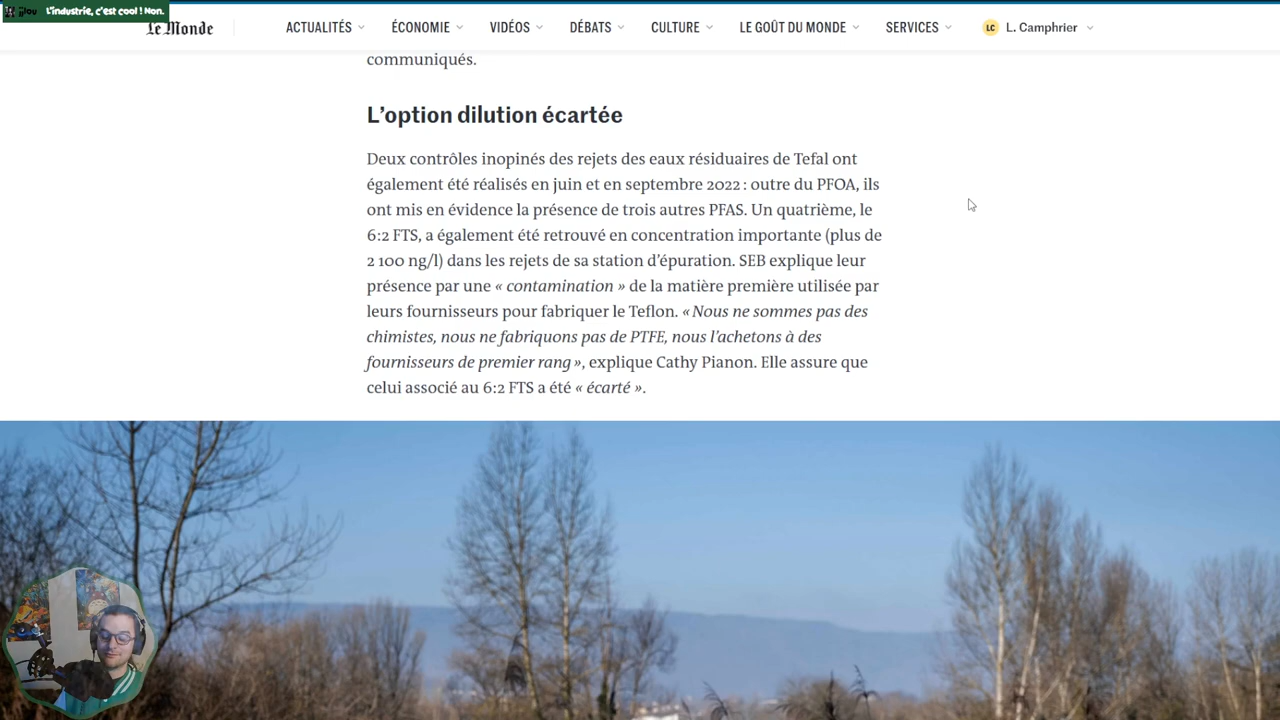 L'industrie, c'est cool ! Non.
Le Monde
ACTUALITÉS
ÉCONOMIE
VIDÉOS
DÉBATS
CULTURE
LE GOÛT DU MONDE
SERVICES
LC
L. Camphrier
communiqués.
L’option dilution écartée
Deux contrôles inopinés des rejets des eaux résiduaires de Tefal ont
également été réalisés en juin et en septembre 2022 : outre du PFOA, ils
ont mis en évidence la présence de trois autres PFAS. Un quatrième, le
6:2 FTS, a également été retrouvé en concentration importante (plus de
2 100 ng/l) dans les rejets de sa station d’épuration. SEB explique leur
présence par une « contamination » de la matière première utilisée par
leurs fournisseurs pour fabriquer le Teflon. « Nous ne sommes pas des
chimistes, nous ne fabriquons pas de PTFE, nous l’achetons à des
fournisseurs de premier rang », explique Cathy Pianon. Elle assure que
celui associé au 6:2 FTS a été « écarté ».